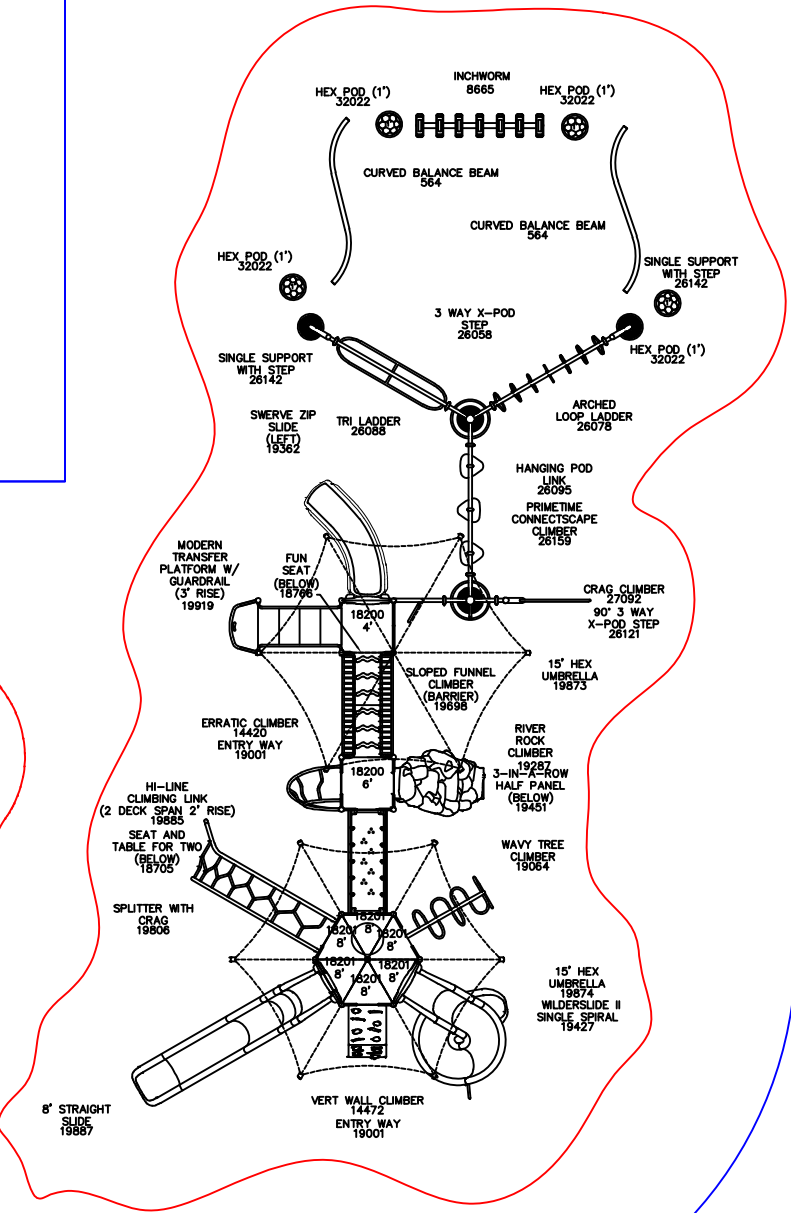 INCHWORM
8665
HEX POD (1')
32022
HEX POD (1')
32022
CURVED BALANCE BEAM
564
CURVED BALANCE BEAM
564
HEX POD (1')
32022
SINGLE SUPPORT
WITH STEP
26142
3 WAY X-POD
STEP
26058
HEX POD (1')
32022
SINGLE SUPPORT
WITH STEP
26142
SWERVE ZIP
SLIDE
(LEFT)
19362
TRI LADDER
26088
ARCHED
LOOP LADDER
26078
HANGING POD
LINK
26095
PRIMETIME
CONNECTSCAPE
CLIMBER
26159
MODERN
TRANSFER
PLATFORM W/
GUARDRAIL
(3' RISE)
19919
FUN
SEAT
(BELOW)
18766
CRAG CLIMBER
27092
90° 3 WAY
X-POD STEP
26121
18200
4'
SLOPED FUNNEL
CLIMBER
(BARRIER)
19698
15' HEX
UMBRELLA
19873
ERRATIC CLIMBER
14420
ENTRY WAY
19001
RIVER
ROCK
CLIMBER
19287
3-IN-A-ROW
HALF PANEL
(BELOW)
19451
18200
6'
HI-LINE
CLIMBING LINK
(2 DECK SPAN 2' RISE)
19885
SEAT AND
TABLE FOR TWO
(BELOW)
18705
WAVY TREE
CLIMBER
19064
SPLITTER WITH
CRAG
19806
18201
8'
18201
8'
18201
8'
18201
8'
18201
8'
18201
8'
15' HEX
UMBRELLA
19874
WILDERSLIDE II
SINGLE SPIRAL
19427
8' STRAIGHT
SLIDE
19887
VERT WALL CLIMBER
14472
ENTRY WAY
19001